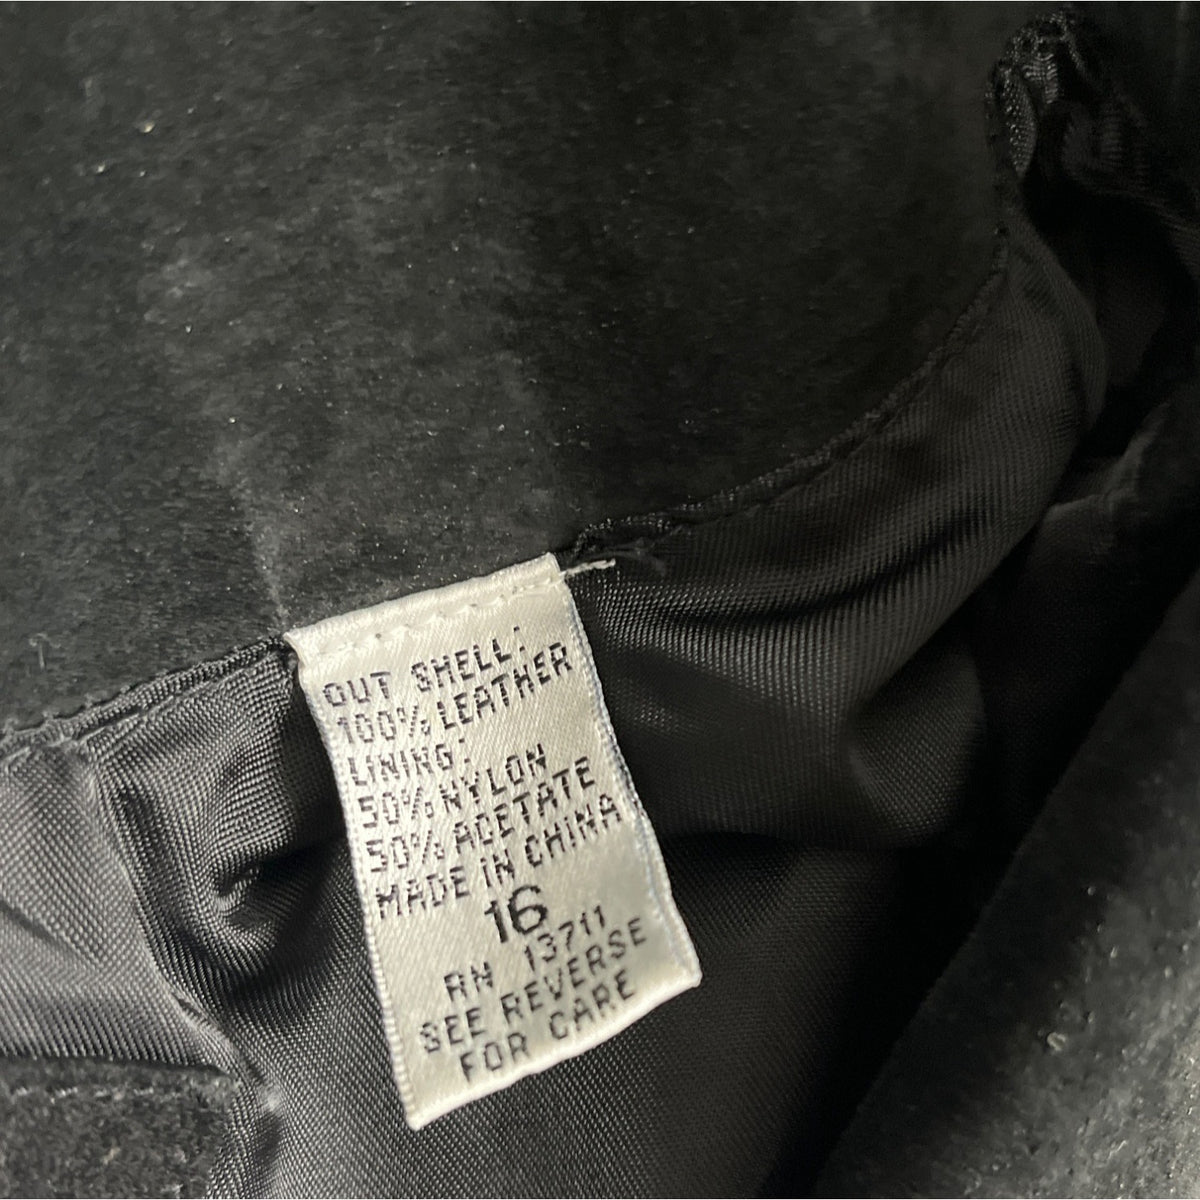 OUT SHELL:
100% LEATHER
LINING:
50% NYLON
50% ACETATE
MADE IN CHINA
16
RN 13711
SEE REVERSE
FOR CARE